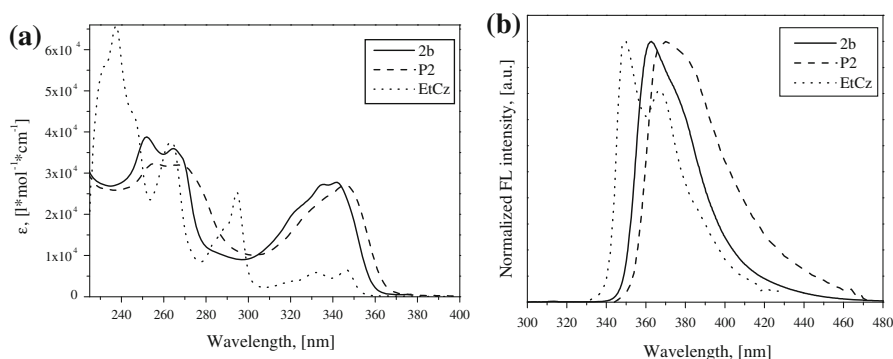 (a)
2b
P2
EtCz
6x10⁴
5x10⁴
4x10⁴
3x10⁴
2x10⁴
1x10⁴
0
ε, [l*mol⁻¹*cm⁻¹]
240 260 280 300 320 340 360 380 400
Wavelength, [nm]
(b)
2b
P2
EtCz
Normalized FL intensity, [a.u.]
300 320 340 360 380 400 420 440 460 480
Wavelength, [nm]